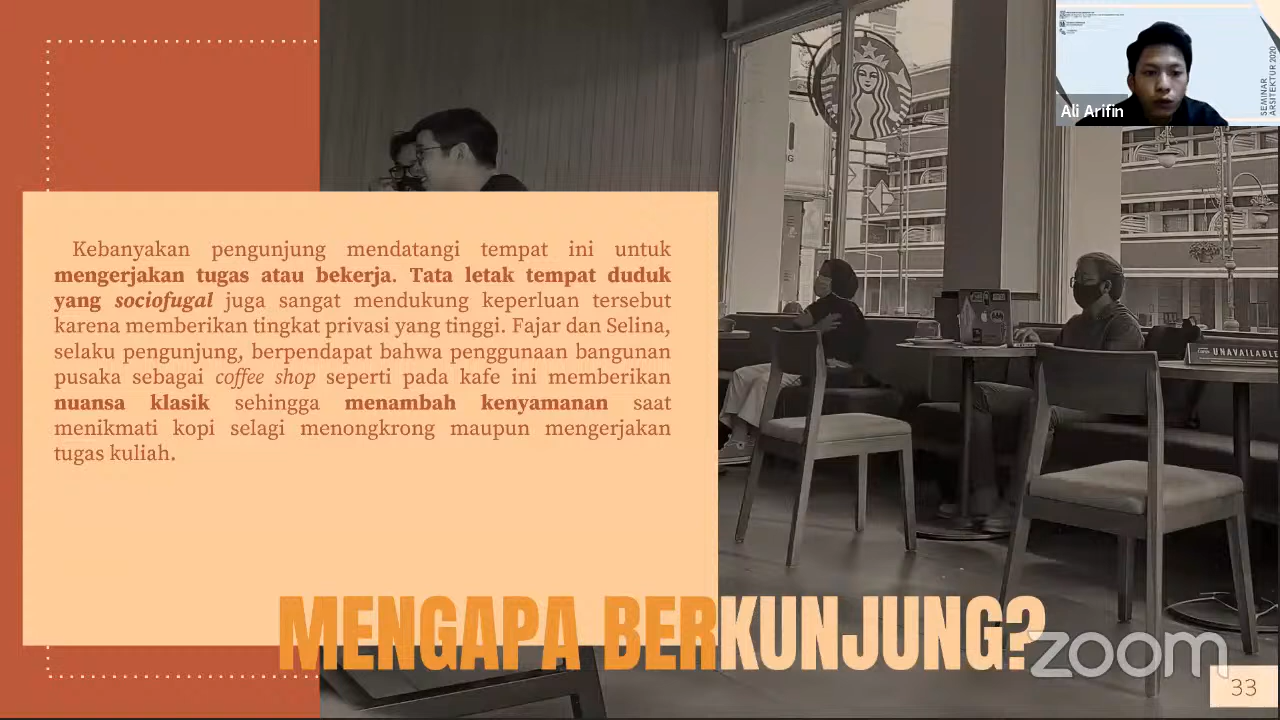 Kebanyakan pengunjung mendatangi tempat ini untuk
mengerjakan tugas atau bekerja. Tata letak tempat duduk
yang sociofugal juga sangat mendukung keperluan tersebut
karena memberikan tingkat privasi yang tinggi. Fajar dan Selina,
selaku pengunjung, berpendapat bahwa penggunaan bangunan
pusaka sebagai coffee shop seperti pada kafe ini memberikan
nuansa klasik sehingga menambah kenyamanan saat
menikmati kopi selagi menongkrong maupun mengerjakan
tugas kuliah.
MENGAPA BERKUNJUNG?
Ali Arifin
SEMINAR
ARSITEKTUR 2020
UNAVAILABLE
zoom
33